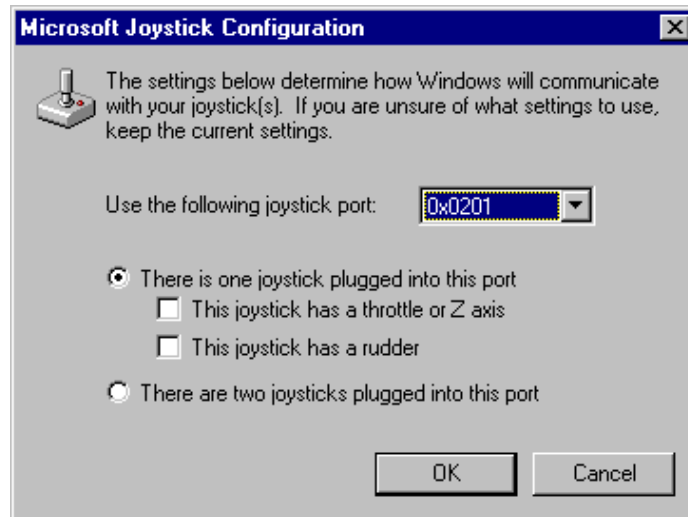 Microsoft Joystick Configuration
The settings below determine how Windows will communicate
with your joystick(s). If you are unsure of what settings to use,
keep the current settings.
Use the following joystick port: 0x0201
There is one joystick plugged into this port
This joystick has a throttle or Z axis
This joystick has a rudder
There are two joysticks plugged into this port
OK Cancel